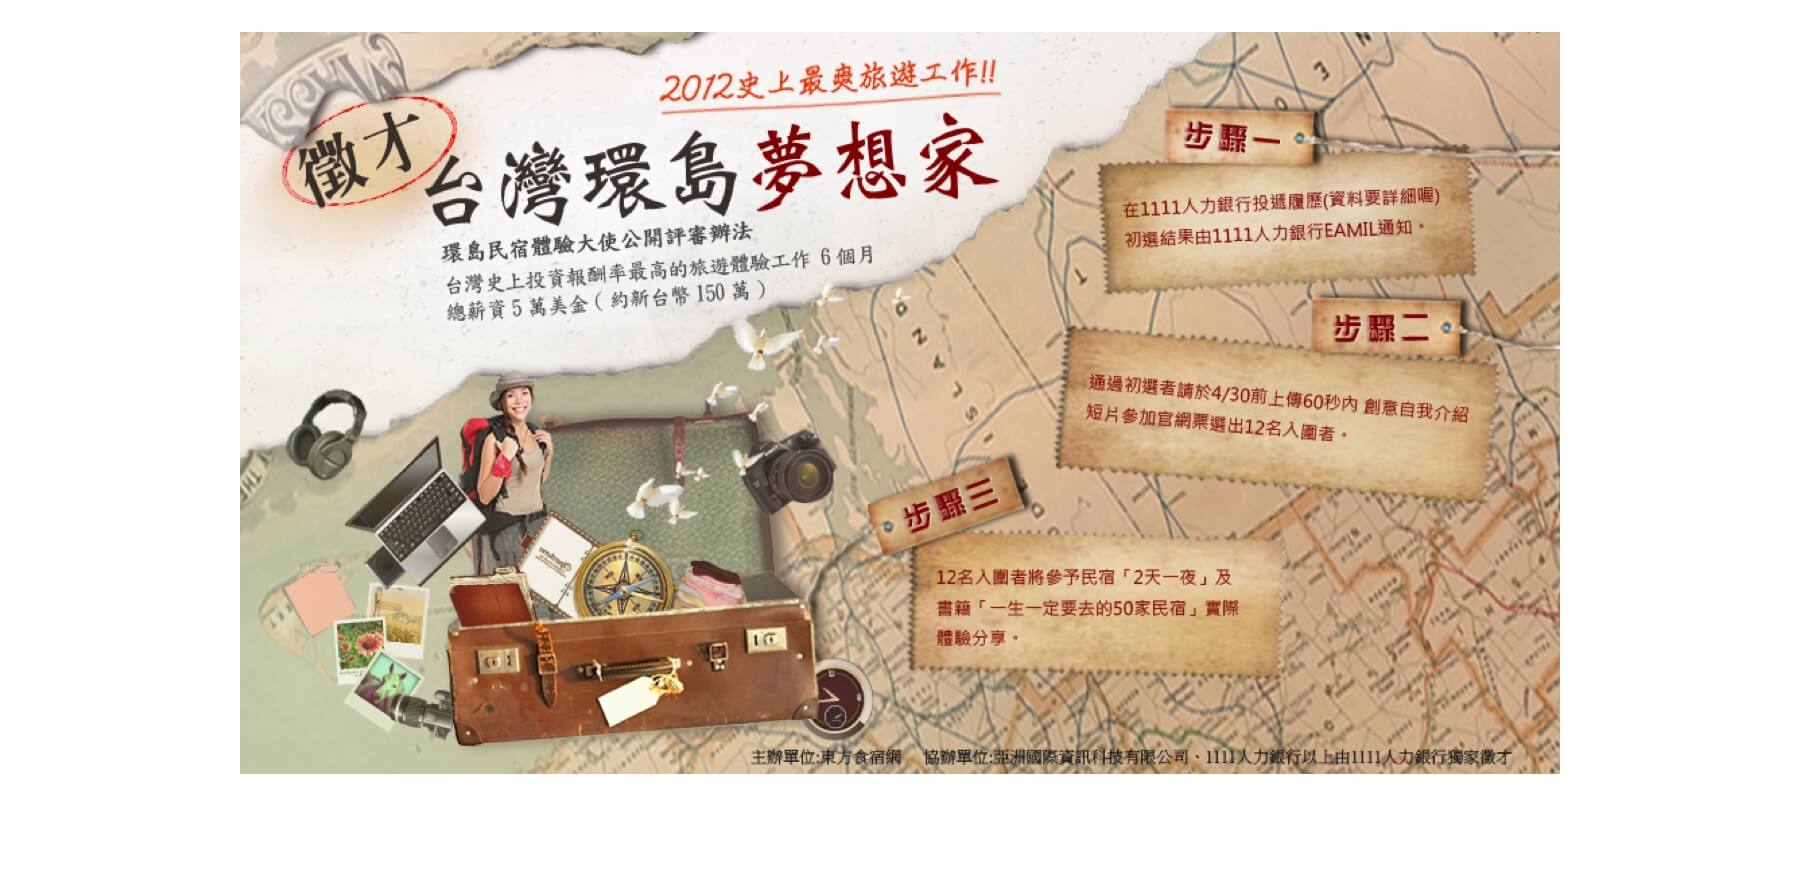 2012史上最爽旅遊工作!!
徵才
台灣環島夢想家
環島民宿體驗大使公開評審辦法
台灣史上投資報酬率最高的旅遊體驗工作 6個月
總薪資5萬美金(約新台幣150萬)
步驟一
在1111人力銀行投遞履歷(資料要詳細喔)
初選結果由1111人力銀行EAMIL通知。
步驟二
通過初選者請於4/30前上傳60秒內 創意自我介紹
短片參加官網票選出12名入圍者。
步驟三
12名入圍者將參予民宿「2天一夜」及
書籍「一生一定要去的50家民宿」實際
體驗分享。
主辦單位:東方食宿網 協辦單位:亞洲國際資訊科技有限公司、1111人力銀行以上由1111人力銀行獨家徵才